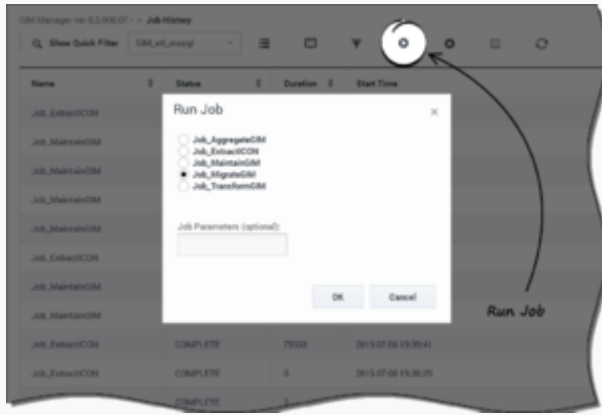 GIM Manager ver 8.5.008.07 - > Job History
Show Quick Filter GIM_etl_mssql
Name Status Duration Start Time
Job_ExtractICON
Job_MaintainGIM
Job_MaintainGIM
Job_MaintainGIM
Job_MaintainGIM
Job_ExtractICON
Job_MaintainGIM
Job_MaintainGIM
Job_ExtractICON COMPLETE 2015-07-06 19:39:41
Job_ExtractICON COMPLETE 0 2015-07-06 19:36:25
COMPLETE
Run Job
Job_AggregateGIM
Job_ExtractICON
Job_MaintainGIM
Job_MigrateGIM
Job_TransformGIM
Job Parameters (optional):
OK Cancel
Run Job